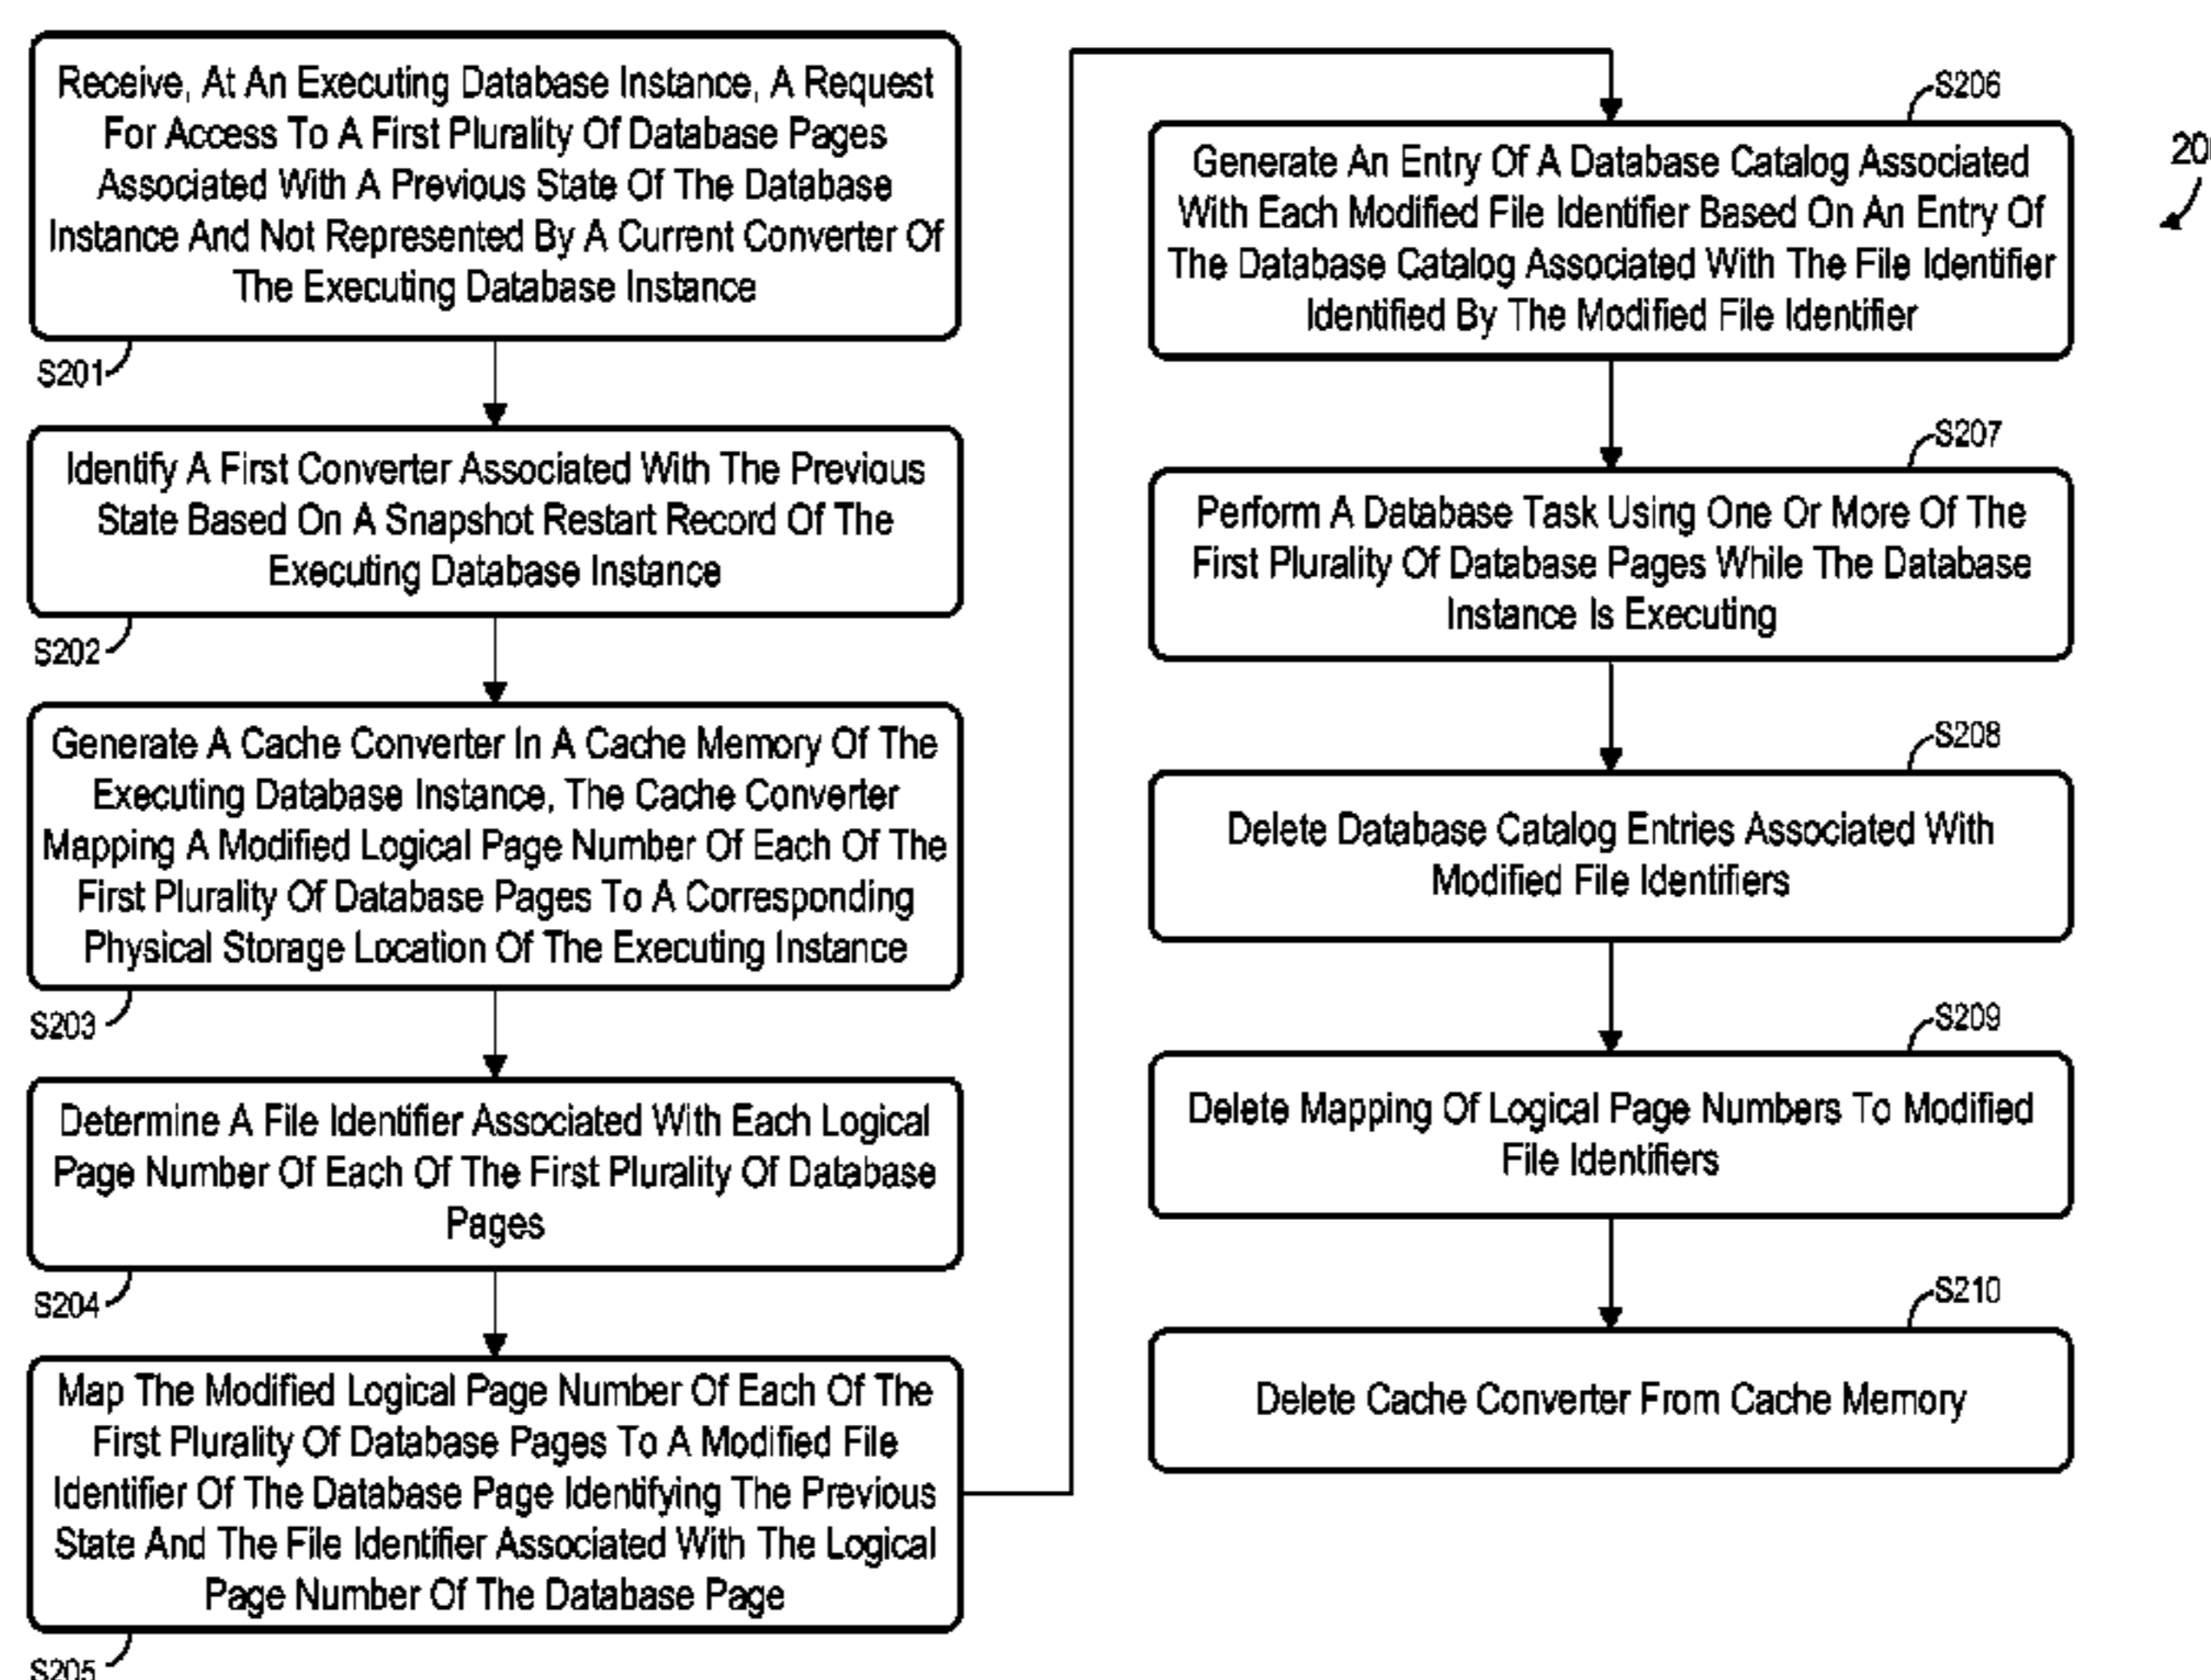 Receive, At An Executing Database Instance, A Request
For Access To A First Plurality Of Database Pages
Associated With A Previous State Of The Database
Instance And Not Represented By A Current Converter Of
The Executing Database Instance
S201
Identify A First Converter Associated With The Previous
State Based On A Snapshot Restart Record Of The
Executing Database Instance
S202
Generate A Cache Converter In A Cache Memory Of The
Executing Database Instance, The Cache Converter
Mapping A Modified Logical Page Number Of Each Of The
First Plurality Of Database Pages To A Corresponding
Physical Storage Location Of The Executing Instance
S203
Determine A File Identifier Associated With Each Logical
Page Number Of Each Of The First Plurality Of Database
Pages
S204
Map The Modified Logical Page Number Of Each Of The
First Plurality Of Database Pages To A Modified File
Identifier Of The Database Page Identifying The Previous
State And The File Identifier Associated With The Logical
Page Number Of The Database Page
S205
S206
Generate An Entry Of A Database Catalog Associated
With Each Modified File Identifier Based On An Entry Of
The Database Catalog Associated With The File Identifier
Identified By The Modified File Identifier
S207
Perform A Database Task Using One Or More Of The
First Plurality Of Database Pages While The Database
Instance Is Executing
S208
Delete Database Catalog Entries Associated With
Modified File Identifiers
S209
Delete Mapping Of Logical Page Numbers To Modified
File Identifiers
S210
Delete Cache Converter From Cache Memory